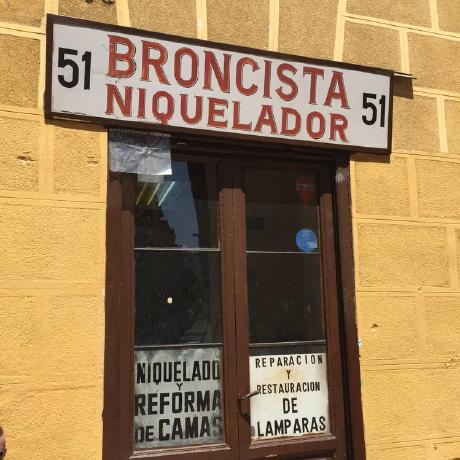 51 BRONCISTA 51
NIQUELADOR
NIQUELADO
Y
REFORMA
DE CAMAS
REPARACION
Y
RESTAURACION
DE
LAMPARAS